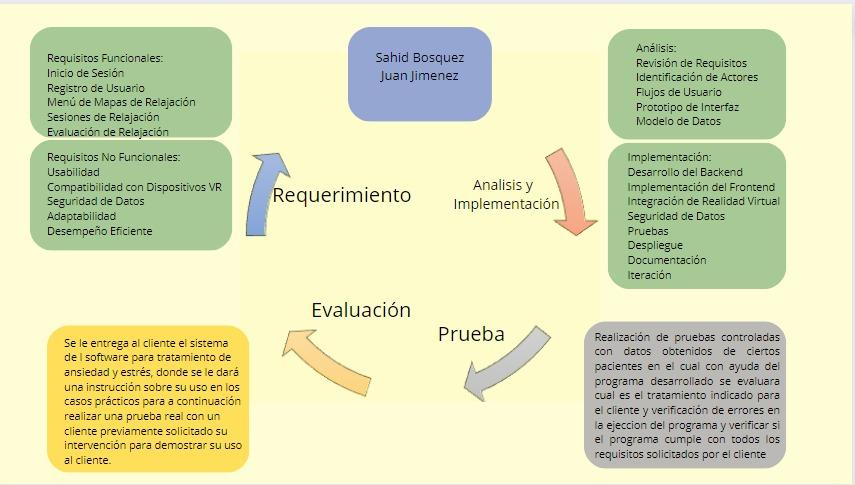 Requisitos Funcionales:
Inicio de Sesión
Registro de Usuario
Menú de Mapas de Relajación
Sesiones de Relajación
Evaluación de Relajación
Requisitos No Funcionales:
Usabilidad
Compatibilidad con Dispositivos VR
Seguridad de Datos
Adaptabilidad
Desempeño Eficiente
Sahid Bosquez
Juan Jimenez
Análisis:
Revisión de Requisitos
Identificación de Actores
Flujos de Usuario
Prototipo de Interfaz
Modelo de Datos
Implementación:
Desarrollo del Backend
Implementación del Frontend
Integración de Realidad Virtual
Seguridad de Datos
Pruebas
Despliegue
Documentación
Iteración
Requerimiento
Analisis y
Implementación
Evaluación
Prueba
Se le entrega al cliente el sistema
de l software para tratamiento de
ansiedad y estrés, donde se le dará
una instrucción sobre su uso en los
casos prácticos para a continuación
realizar una prueba real con un
cliente previamente solicitado su
intervención para demostrar su uso
al cliente.
Realización de pruebas controladas
con datos obtenidos de ciertos
pacientes en el cual con ayuda del
programa desarrollado se evaluara
cual es el tratamiento indicado para
el cliente y verificación de errores en
la ejeccion del programa y verificar si
el programa cumple con todos los
requisitos solicitados por el cliente